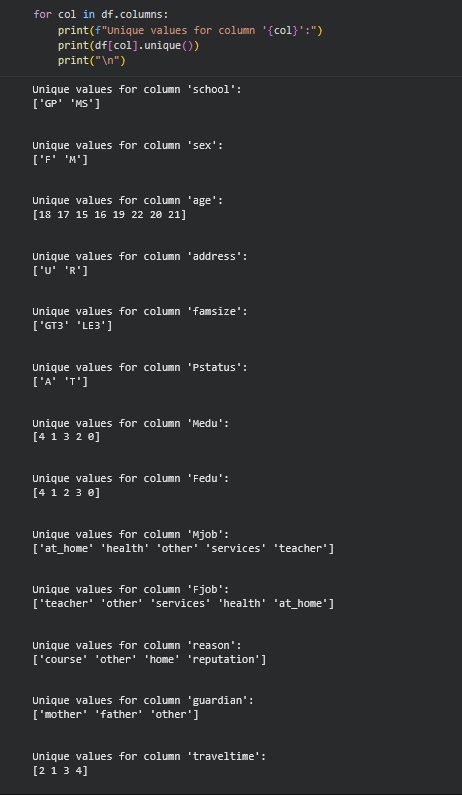 for col in df.columns:
    print(f"Unique values for column '{col}':")
    print(df[col].unique())
    print("\n")
Unique values for column 'school':
['GP' 'MS']
Unique values for column 'sex':
['F' 'M']
Unique values for column 'age':
[18 17 15 16 19 22 20 21]
Unique values for column 'address':
['U' 'R']
Unique values for column 'famsize':
['GT3' 'LE3']
Unique values for column 'Pstatus':
['A' 'T']
Unique values for column 'Medu':
[4 1 3 2 0]
Unique values for column 'Fedu':
[4 1 2 3 0]
Unique values for column 'Mjob':
['at_home' 'health' 'other' 'services' 'teacher']
Unique values for column 'Fjob':
['teacher' 'other' 'services' 'health' 'at_home']
Unique values for column 'reason':
['course' 'other' 'home' 'reputation']
Unique values for column 'guardian':
['mother' 'father' 'other']
Unique values for column 'traveltime':
[2 1 3 4]